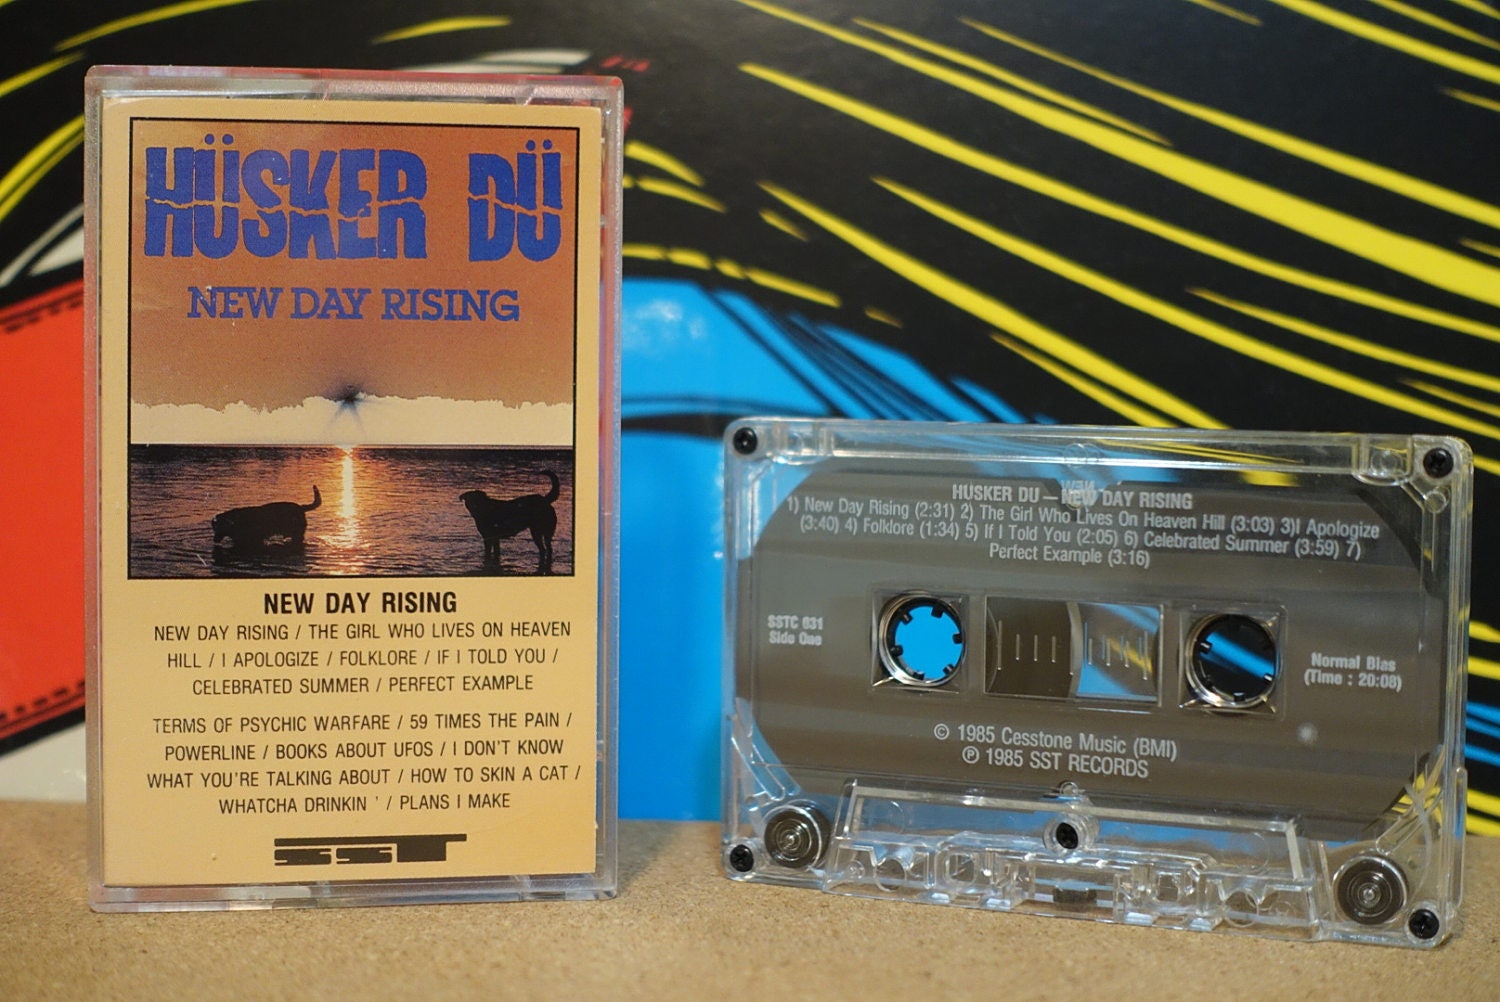 HÜSKER DÜ
NEW DAY RISING
NEW DAY RISING
NEW DAY RISING / THE GIRL WHO LIVES ON HEAVEN
HILL / I APOLOGIZE / FOLKLORE / IF I TOLD YOU /
CELEBRATED SUMMER / PERFECT EXAMPLE
TERMS OF PSYCHIC WARFARE / 59 TIMES THE PAIN /
POWERLINE / BOOKS ABOUT UFOS / I DON'T KNOW
WHAT YOU'RE TALKING ABOUT / HOW TO SKIN A CAT /
WHATCHA DRINKIN ' / PLANS I MAKE
SST
HÜSKER DU — NEW DAY RISING
1) New Day Rising (2:31) 2) The Girl Who Lives On Heaven Hill (3:03) 3)I Apologize
(3:40) 4) Folklore (1:34) 5) If I Told You (2:05) 6) Celebrated Summer (3:59) 7)
Perfect Example (3:16)
SSTC 031
Side One
Normal Bias
(Time : 20:08)
© 1985 Cesstone Music (BMI)
℗ 1985 SST RECORDS